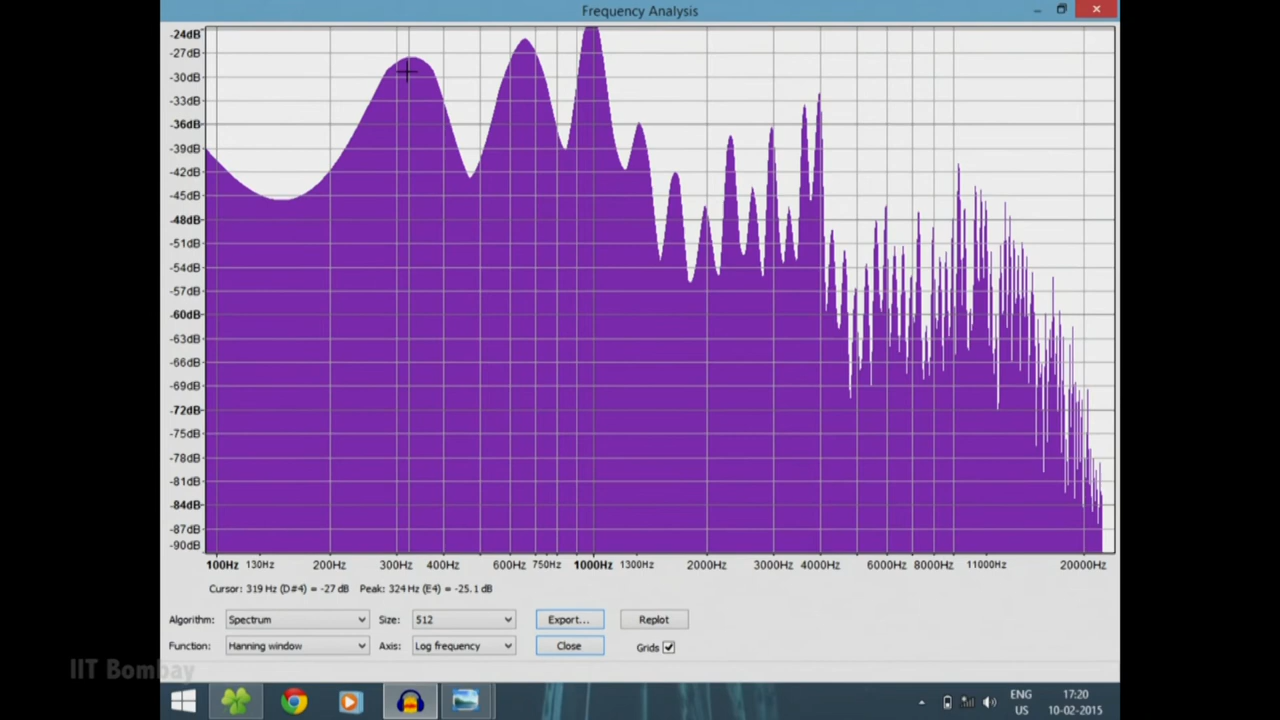 Frequency Analysis
-24dB
-27dB
-30dB
-33dB
-36dB
-39dB
-42dB
-45dB
-48dB
-51dB
-54dB
-57dB
-60dB
-63dB
-66dB
-69dB
-72dB
-75dB
-78dB
-81dB
-84dB
-87dB
-90dB
100Hz 130Hz 200Hz 300Hz 400Hz 600Hz 750Hz 1000Hz 1300Hz 2000Hz 3000Hz 4000Hz 6000Hz 8000Hz 11000Hz 20000Hz
Cursor: 319 Hz (D#4) = -27 dB Peak: 324 Hz (E4) = -25.1 dB
Algorithm: Spectrum Size: 512 Export... Replot
Function: Hanning window Axis: Log frequency Close Grids
IIT Bombay
ENG 17:20
US 10-02-2015